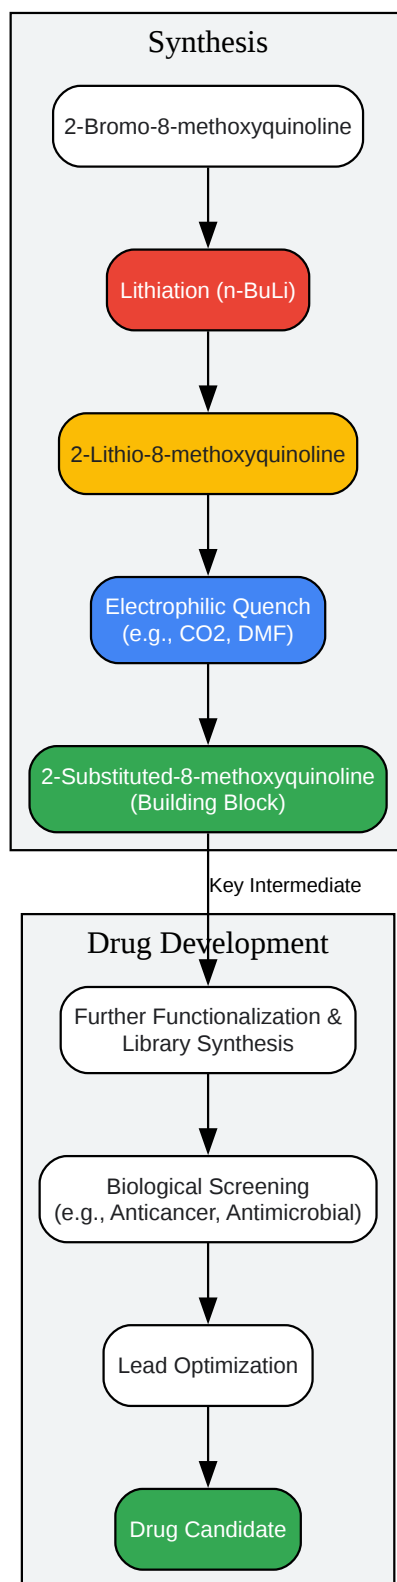 Synthesis
2-Bromo-8-methoxyquinoline
Lithiation (n-BuLi)
2-Lithio-8-methoxyquinoline
Electrophilic Quench
(e.g., CO2, DMF)
2-Substituted-8-methoxyquinoline
(Building Block)
Key Intermediate
Drug Development
Further Functionalization &
Library Synthesis
Biological Screening
(e.g., Anticancer, Antimicrobial)
Lead Optimization
Drug Candidate